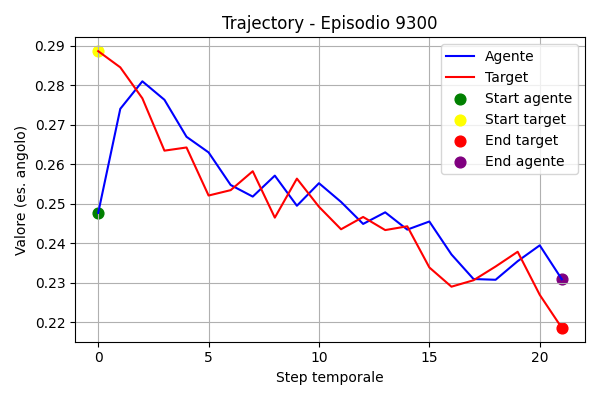 Trajectory - Episodio 9300
Valore (es. angolo)
0.29
0.28
0.27
0.26
0.25
0.24
0.23
0.22
Agente
Target
Start agente
Start target
End target
End agente
0 5 10 15 20
Step temporale